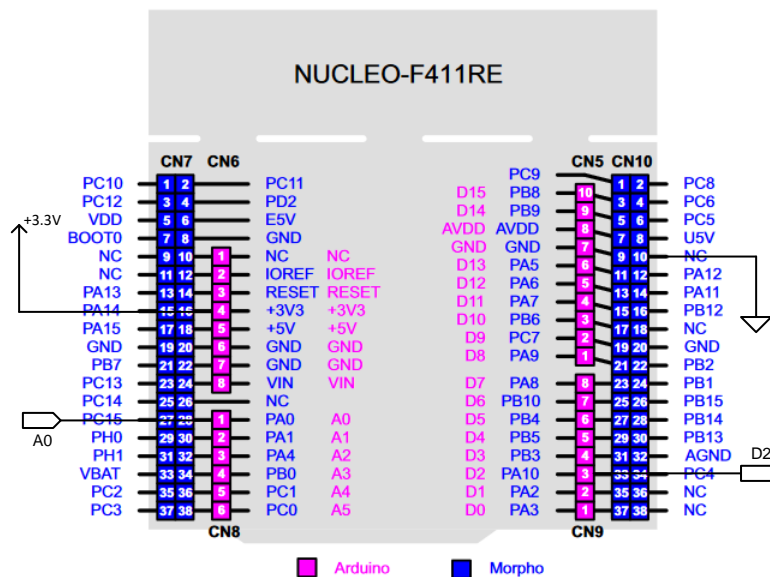 NUCLEO-F411RE
CN7 CN6 CN5 CN10
PC9
PC10 1 2 PC11 D15 PB8 10 1 2 PC8
PC12 3 4 PD2 D14 PB9 9 3 4 PC6
+3.3V
VDD 5 6 E5V AVDD AVDD 8 5 6 PC5
BOOT0 7 8 GND GND GND 7 7 8 U5V
NC 9 10 1 NC NC D13 PA5 6 9 10 NC
NC 11 12 2 IOREF IOREF D12 PA6 5 11 12 PA12
PA13 13 14 3 RESET RESET D11 PA7 4 13 14 PA11
PA14 15 16 4 +3V3 +3V3 D10 PB6 3 15 16 PB12
PA15 17 18 5 +5V +5V D9 PC7 2 17 18 NC
GND 19 20 6 GND GND D8 PA9 1 19 20 GND
PB7 21 22 7 GND GND 21 22 PB2
PC13 23 24 8 VIN VIN D7 PA8 8 23 24 PB1
PC14 25 26 NC D6 PB10 7 25 26 PB15
PC15 27 28 1 PA0 A0 D5 PB4 6 27 28 PB14
A0
PH0 29 30 2 PA1 A1 D4 PB5 5 29 30 PB13
PH1 31 32 3 PA4 A2 D3 PB3 4 31 32 AGND
D2
VBAT 33 34 4 PB0 A3 D2 PA10 3 33 34 PC4
PC2 35 36 5 PC1 A4 D1 PA2 2 35 36 NC
PC3 37 38 6 PC0 A5 D0 PA3 1 37 38 NC
CN8 CN9
Arduino Morpho